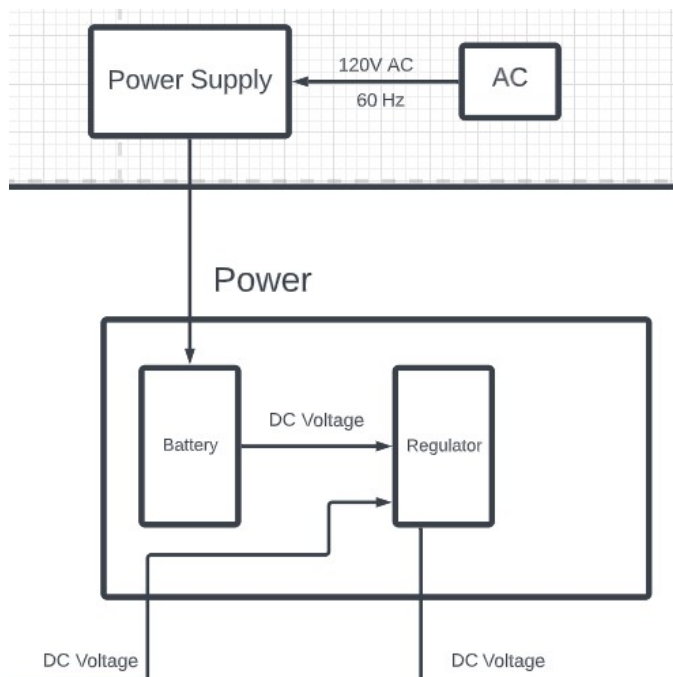 Power Supply
120V AC
60 Hz
AC
Power
Battery
DC Voltage
Regulator
DC Voltage
DC Voltage